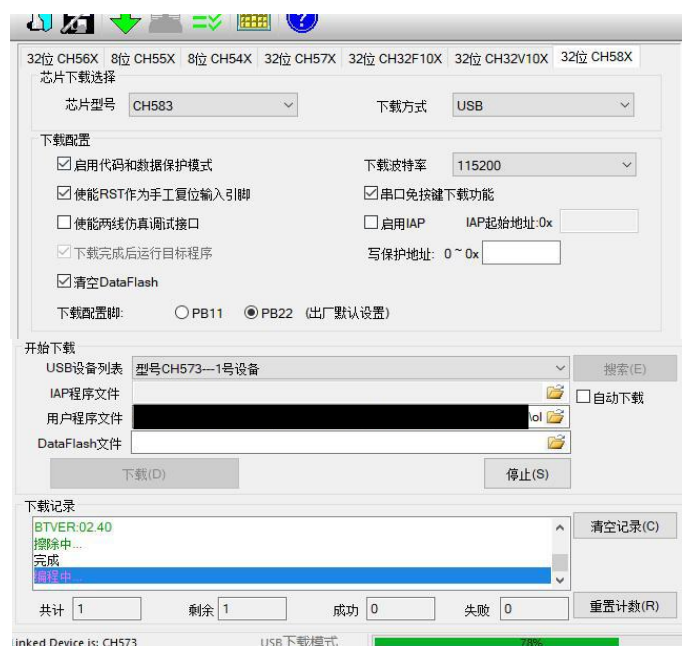 32位 CH56X 8位 CH55X 8位 CH54X 32位 CH57X 32位 CH32F10X 32位 CH32V10X 32位 CH58X
芯片下载选择
芯片型号 CH583 下载方式 USB
下载配置
启用代码和数据保护模式 下载波特率 115200
使能RST作为手工复位输入引脚 串口免按键下载功能
使能两线仿真调试接口 启用IAP IAP起始地址:0x
下载完成后运行目标程序 写保护地址: 0 ~ 0x
清空DataFlash
下载配置脚: PB11 PB22 (出厂默认设置)
开始下载
USB设备列表 型号CH573---1号设备 搜索(E)
IAP程序文件 自动下载
用户程序文件 \ol
DataFlash文件
下载(D) 停止(S)
下载记录
BTVER:02.40 清空记录(C)
擦除中...
完成
编程中...
共计 1 剩余 1 成功 0 失败 0 重置计数(R)
inked Device is: CH573 USB下载模式 78%